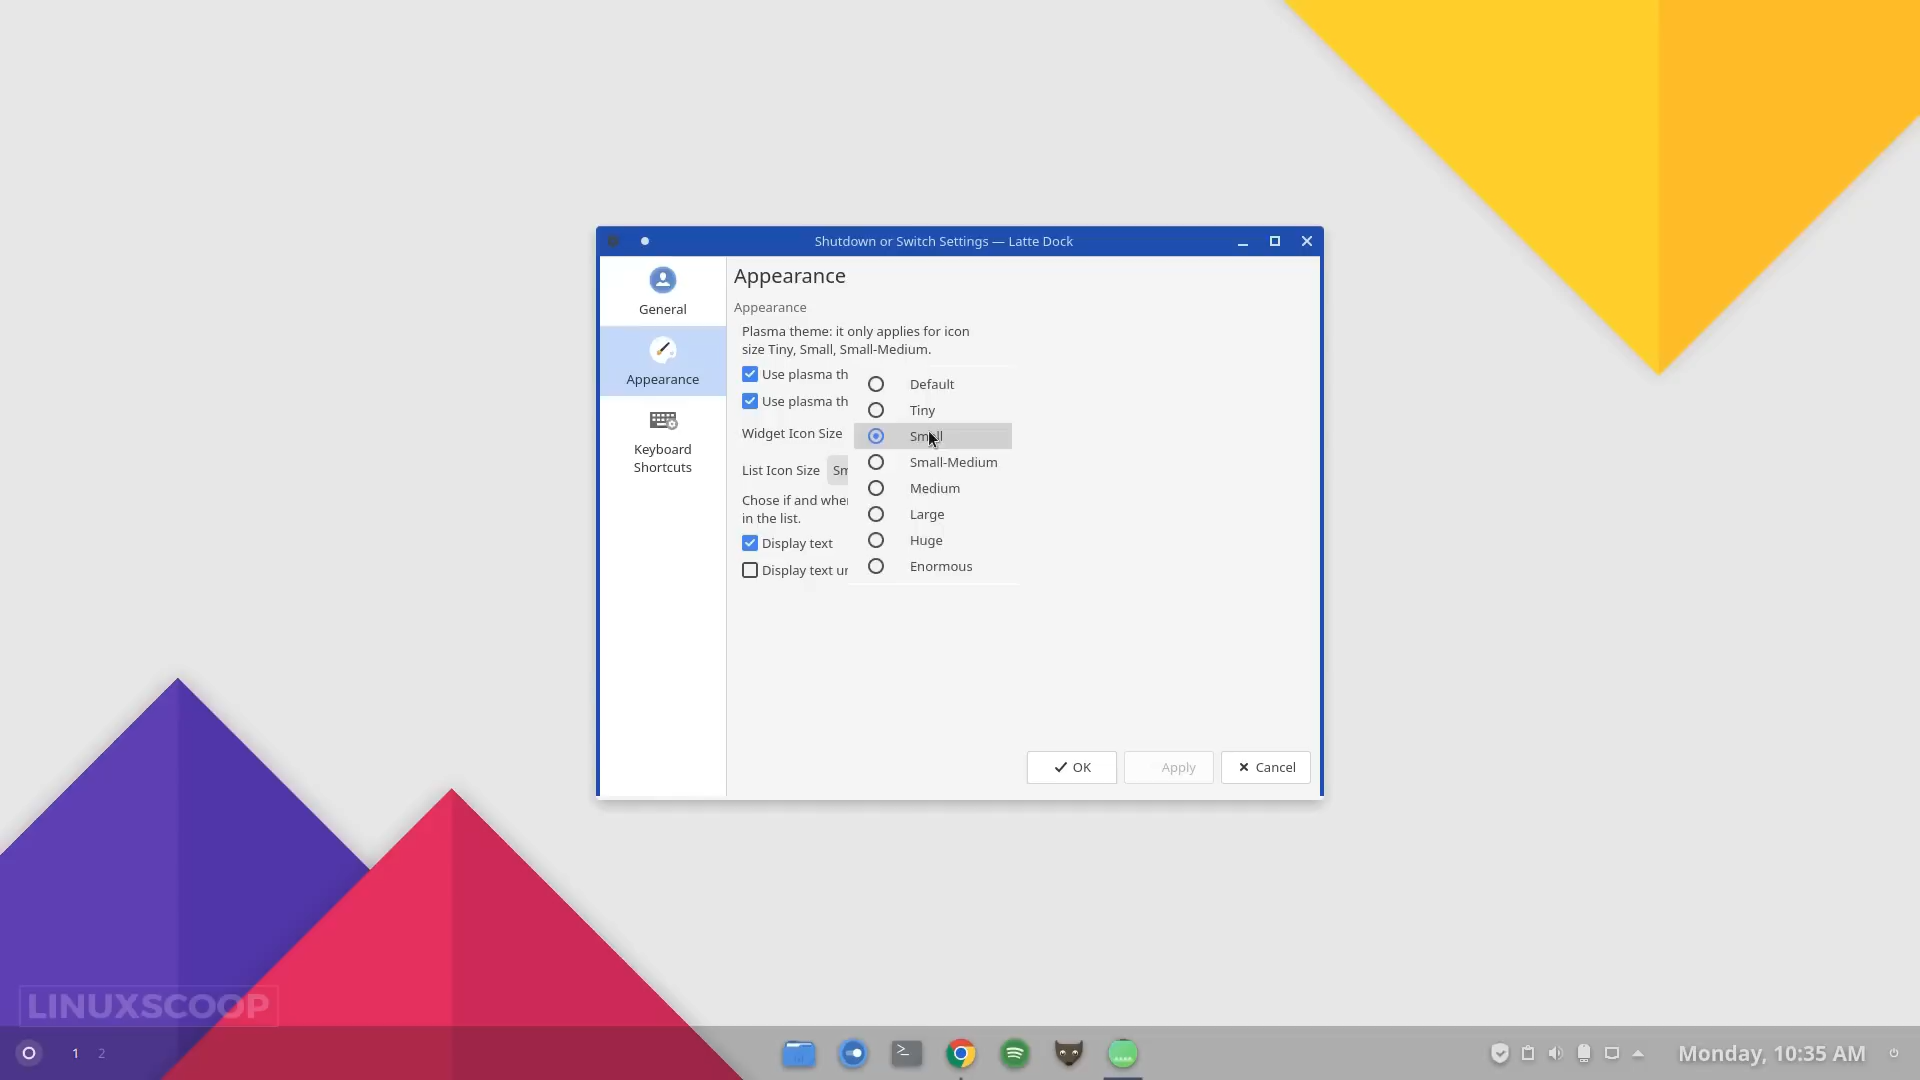 Shutdown or Switch Settings — Latte Dock
General
Appearance
Keyboard
Shortcuts
Appearance
Appearance
Plasma theme: it only applies for icon
size Tiny, Small, Small-Medium.
Use plasma th
Use plasma th
Widget Icon Size
List Icon Size Sm
Chose if and when
in the list.
Display text
Display text un
Default
Tiny
Small
Small-Medium
Medium
Large
Huge
Enormous
OK
Apply
Cancel
LINUXSCOOP
1 2
Monday, 10:35 AM